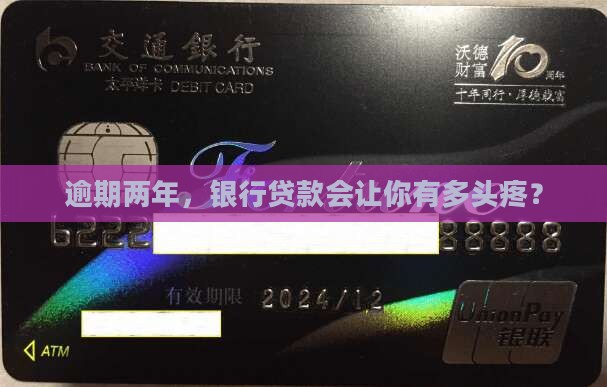 交通銀行
BANK OF COMMUNICATIONS
太平洋卡 DEBIT CARD
沃德
财富
10
周年
十年同行·厚德载富
逾期两年，银行贷款会让你有多头疼？
6222
88888
有效期限 2024/12
ATM
UnionPay
银联